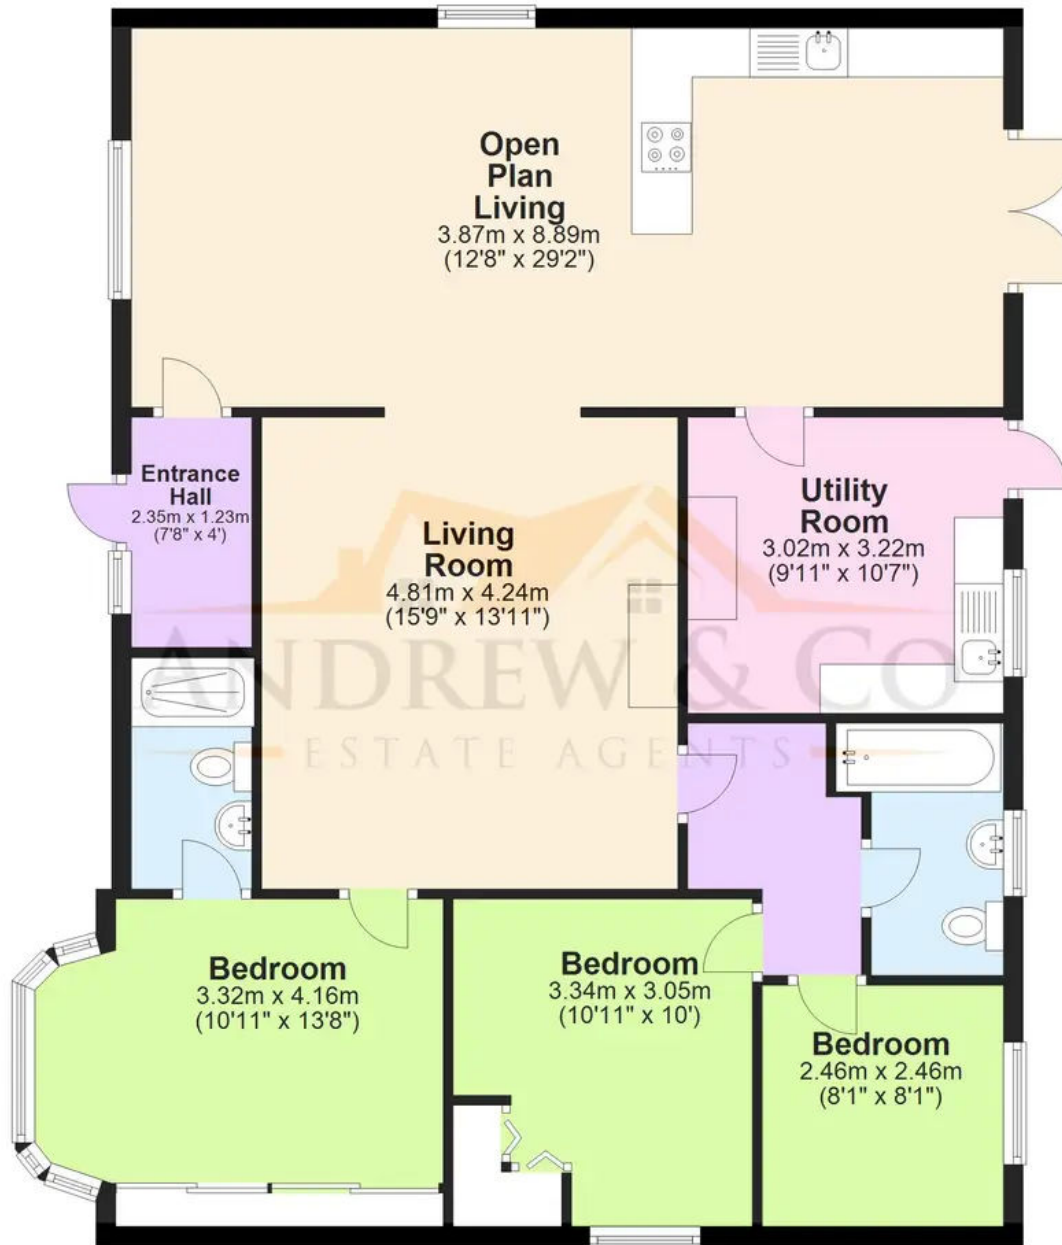 Open
Plan
Living
3.87m x 8.89m
(12'8" x 29'2")
Entrance
Hall
2.35m x 1.23m
(7'8" x 4')
Living
Room
4.81m x 4.24m
(15'9" x 13'11")
Utility
Room
3.02m x 3.22m
(9'11" x 10'7")
ANDREW & CO
ESTATE AGENTS
Bedroom
3.32m x 4.16m
(10'11" x 13'8")
Bedroom
3.34m x 3.05m
(10'11" x 10')
Bedroom
2.46m x 2.46m
(8'1" x 8'1")